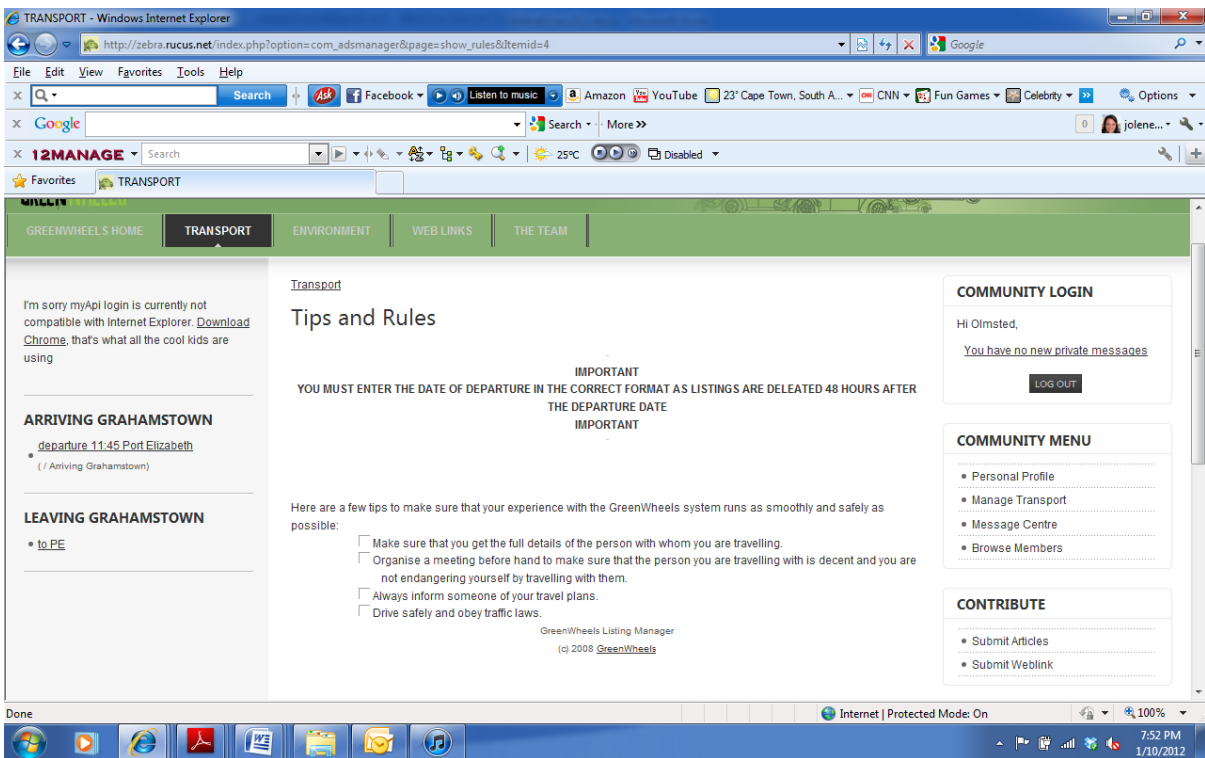 TRANSPORT - Windows Internet Explorer
http://zebra.rucus.net/index.php?option=com_adsmanager&page=show_rules&Itemid=4
Google
File Edit View Favorites Tools Help
x Search Ask Facebook Listen to music a Amazon YouTube 23° Cape Town, South A... CNN Fun Games Celebrity Options
x Google Search More >> 0 jolene...
x 12MANAGE Search 25°C Disabled
Favorites TRANSPORT
GREENWHEELS
GREENWHEELS HOME TRANSPORT ENVIRONMENT WEB LINKS THE TEAM
I'm sorry myApi login is currently not
compatible with Internet Explorer. Download
Chrome, that's what all the cool kids are
using
ARRIVING GRAHAMSTOWN
departure 11:45 Port Elizabeth
( / Arriving Grahamstown)
LEAVING GRAHAMSTOWN
to PE
Transport
Tips and Rules
IMPORTANT
YOU MUST ENTER THE DATE OF DEPARTURE IN THE CORRECT FORMAT AS LISTINGS ARE DELEATED 48 HOURS AFTER
THE DEPARTURE DATE
IMPORTANT
Here are a few tips to make sure that your experience with the GreenWheels system runs as smoothly and safely as
possible:
Make sure that you get the full details of the person with whom you are travelling.
Organise a meeting before hand to make sure that the person you are travelling with is decent and you are
not endangering yourself by travelling with them.
Always inform someone of your travel plans.
Drive safely and obey traffic laws.
GreenWheels Listing Manager
(c) 2008 GreenWheels
COMMUNITY LOGIN
Hi Olmsted,
You have no new private messages
LOG OUT
COMMUNITY MENU
Personal Profile
Manage Transport
Message Centre
Browse Members
CONTRIBUTE
Submit Articles
Submit Weblink
Done Internet | Protected Mode: On 100%
7:52 PM
1/10/2012